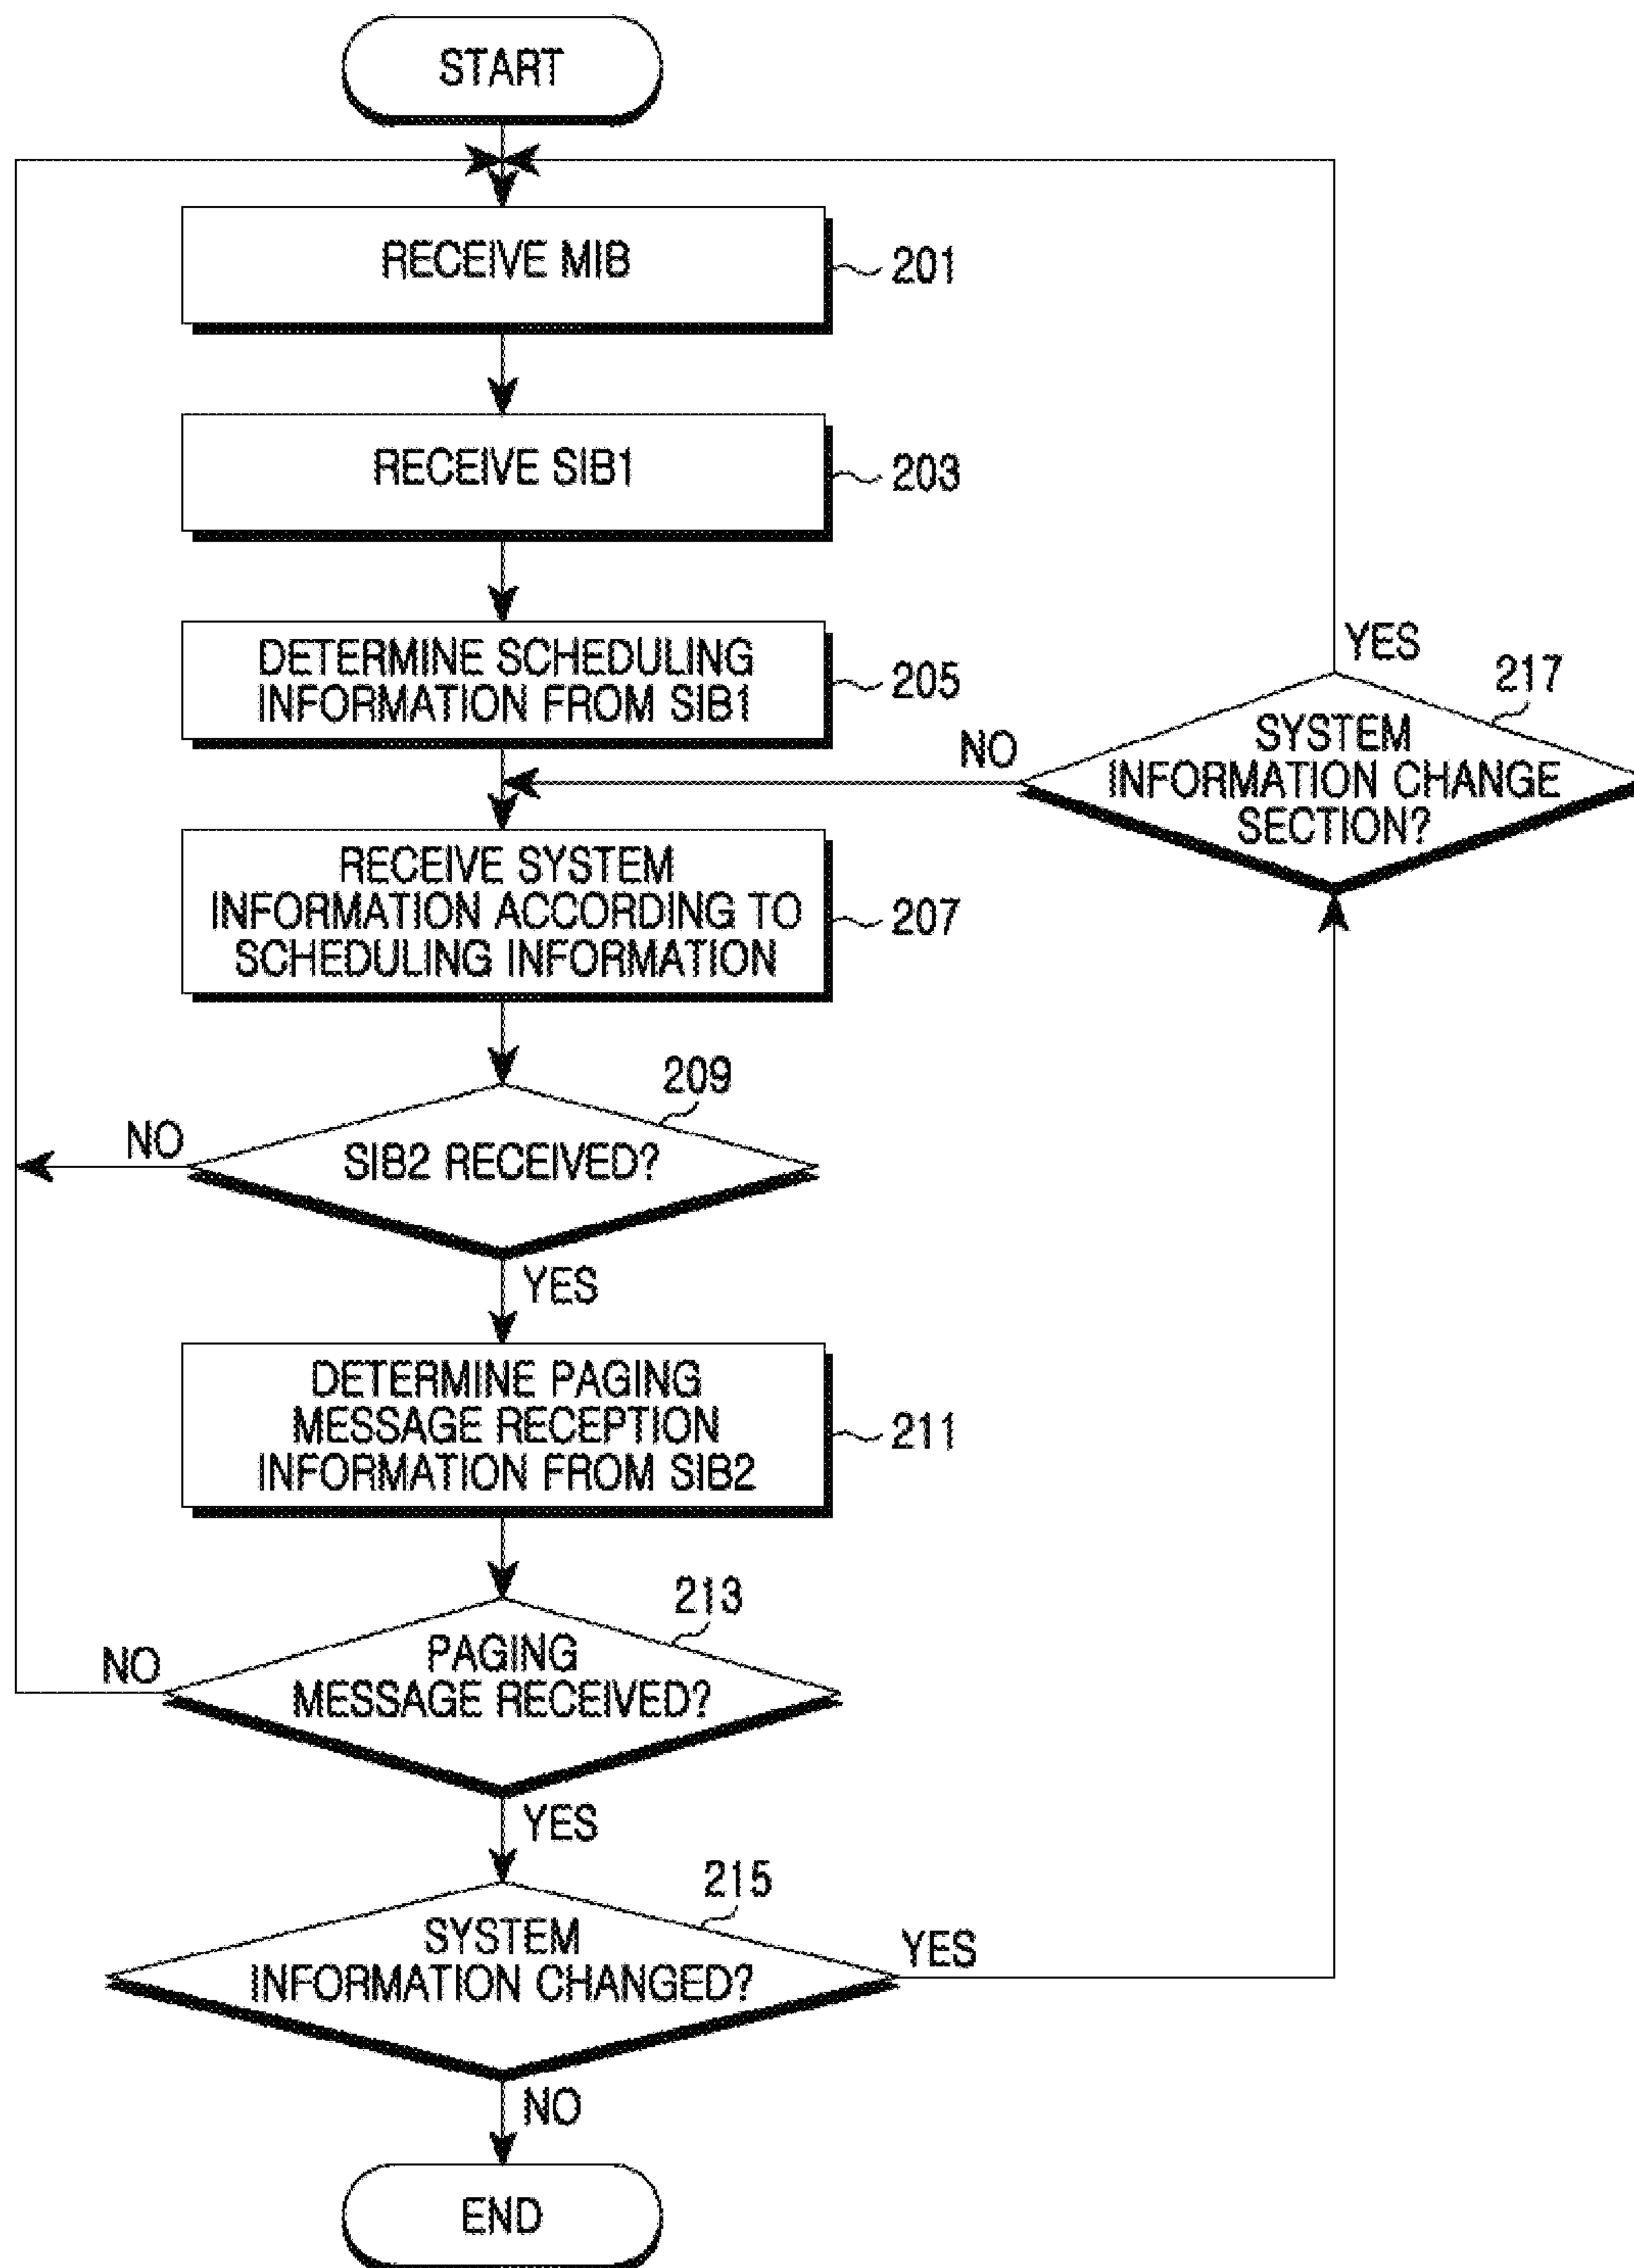 START
RECEIVE MIB
201
RECEIVE SIB1
203
DETERMINE SCHEDULING
INFORMATION FROM SIB1
205
YES
217
NO
SYSTEM
INFORMATION CHANGE
SECTION?
RECEIVE SYSTEM
INFORMATION ACCORDING TO
SCHEDULING INFORMATION
207
209
NO
SIB2 RECEIVED?
YES
DETERMINE PAGING
MESSAGE RECEPTION
INFORMATION FROM SIB2
211
213
NO
PAGING
MESSAGE RECEIVED?
YES
215
SYSTEM
INFORMATION CHANGED?
YES
NO
END